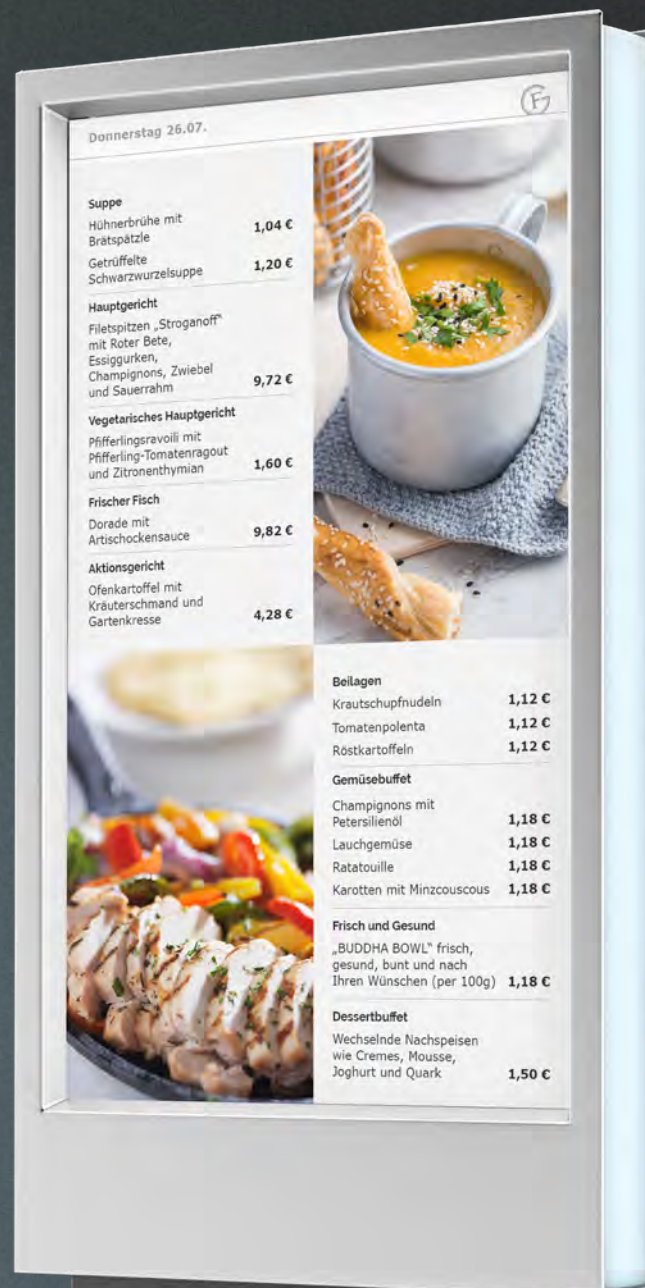 Donnerstag 26.07.
Suppe
Hühnerbrühe mit
Brätspätzle 1,04 €
Getrüffelte
Schwarzwurzelsuppe 1,20 €
Hauptgericht
Filetspitzen „Stroganoff“
mit Roter Bete,
Essiggurken,
Champignons, Zwiebel
und Sauerrahm 9,72 €
Vegetarisches Hauptgericht
Pfifferlingsravoili mit
Pfifferling-Tomatenragout
und Zitronenthymian 1,60 €
Frischer Fisch
Dorade mit
Artischockensauce 9,82 €
Aktionsgericht
Ofenkartoffel mit
Kräuterschmand und
Gartenkresse 4,28 €
Beilagen
Krautschupfnudeln 1,12 €
Tomatenpolenta 1,12 €
Röstkartoffeln 1,12 €
Gemüsebuffet
Champignons mit
Petersilienöl 1,18 €
Lauchgemüse 1,18 €
Ratatouille 1,18 €
Karotten mit Minzcouscous 1,18 €
Frisch und Gesund
„BUDDHA BOWL“ frisch,
gesund, bunt und nach
Ihren Wünschen (per 100g) 1,18 €
Dessertbuffet
Wechselnde Nachspeisen
wie Cremes, Mousse,
Joghurt und Quark 1,50 €